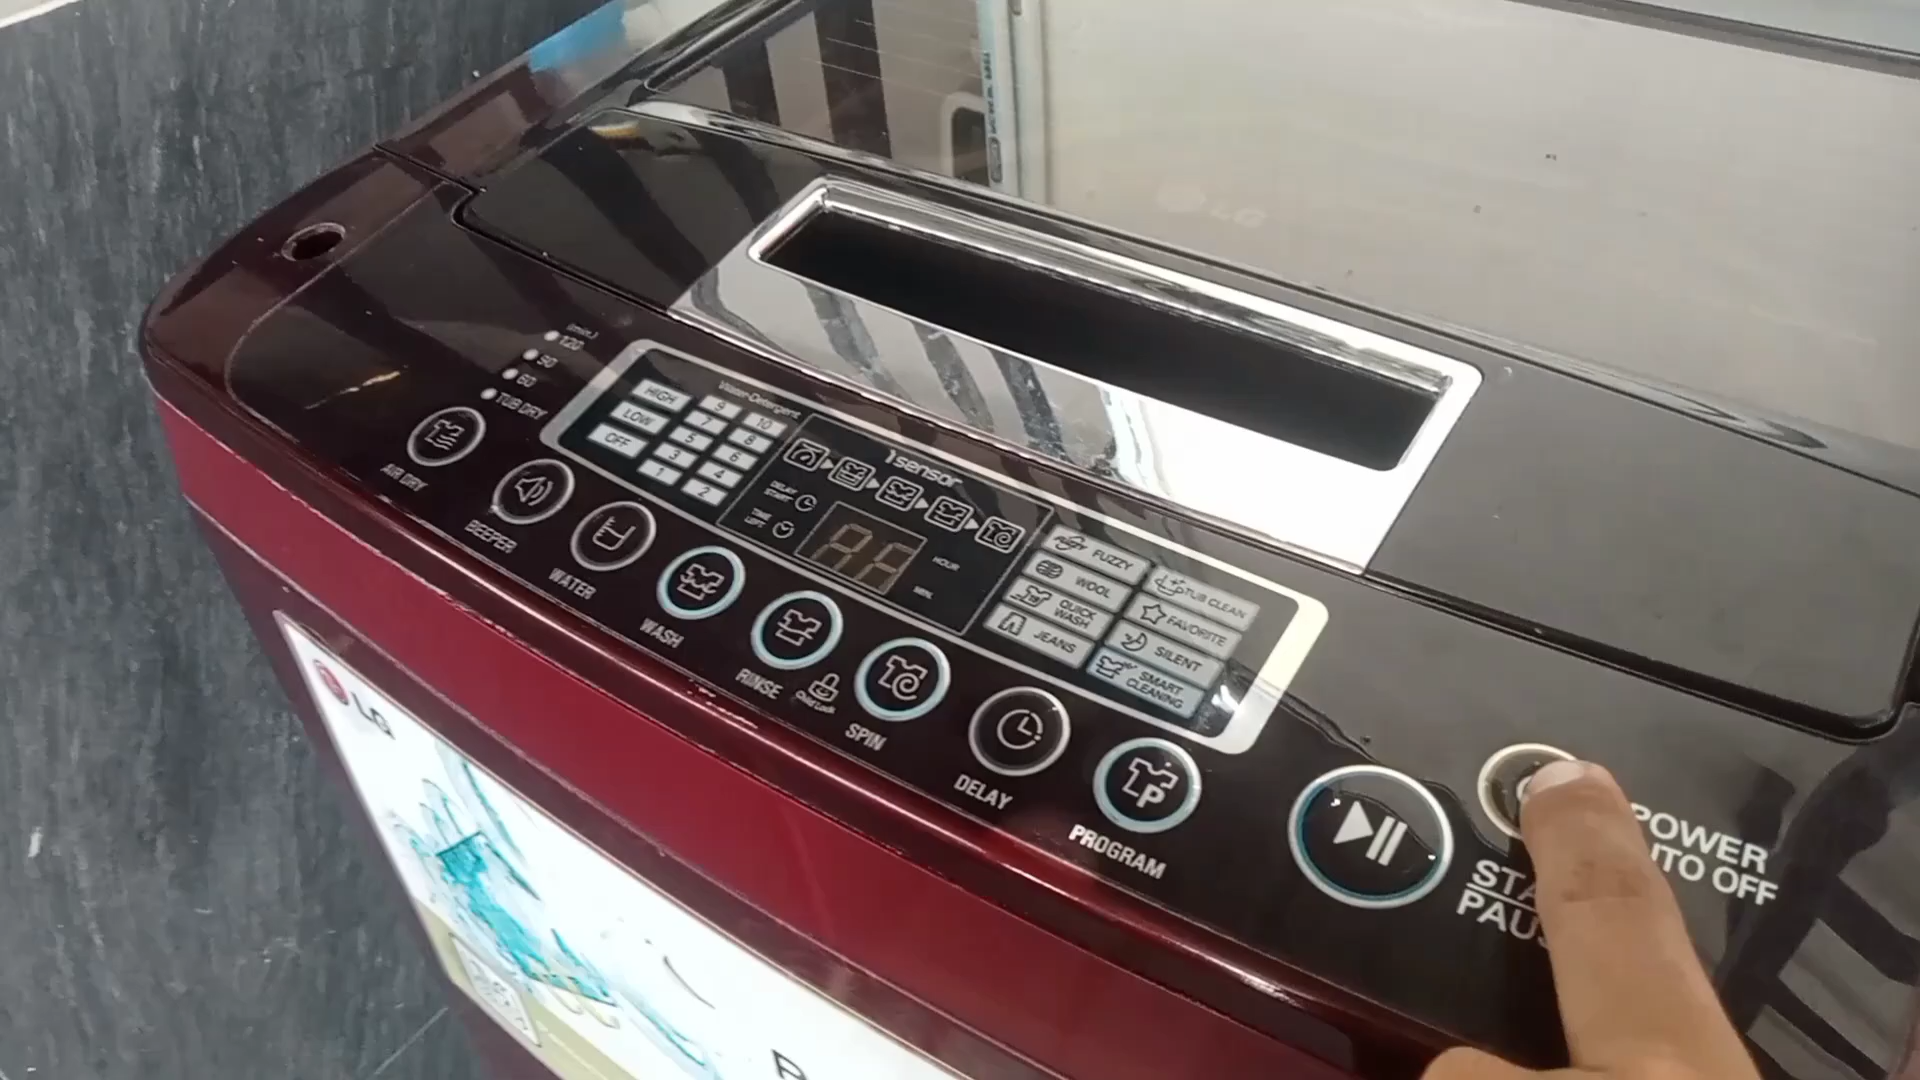 LG
(min.)
120
90
60
TUB DRY
AIR DRY
BEEPER
WATER
WASH
RINSE
Child Lock
SPIN
DELAY
PROGRAM
Water-Detergent
HIGH
LOW
OFF
9
7
5
3
1
10
8
6
4
2
sensor
DELAY START
TIME LEFT
HOUR
MIN.
FUZZY
WOOL
QUICK
WASH
JEANS
TUB CLEAN
FAVORITE
SILENT
SMART
CLEANING
P
POWER
AUTO OFF
LG